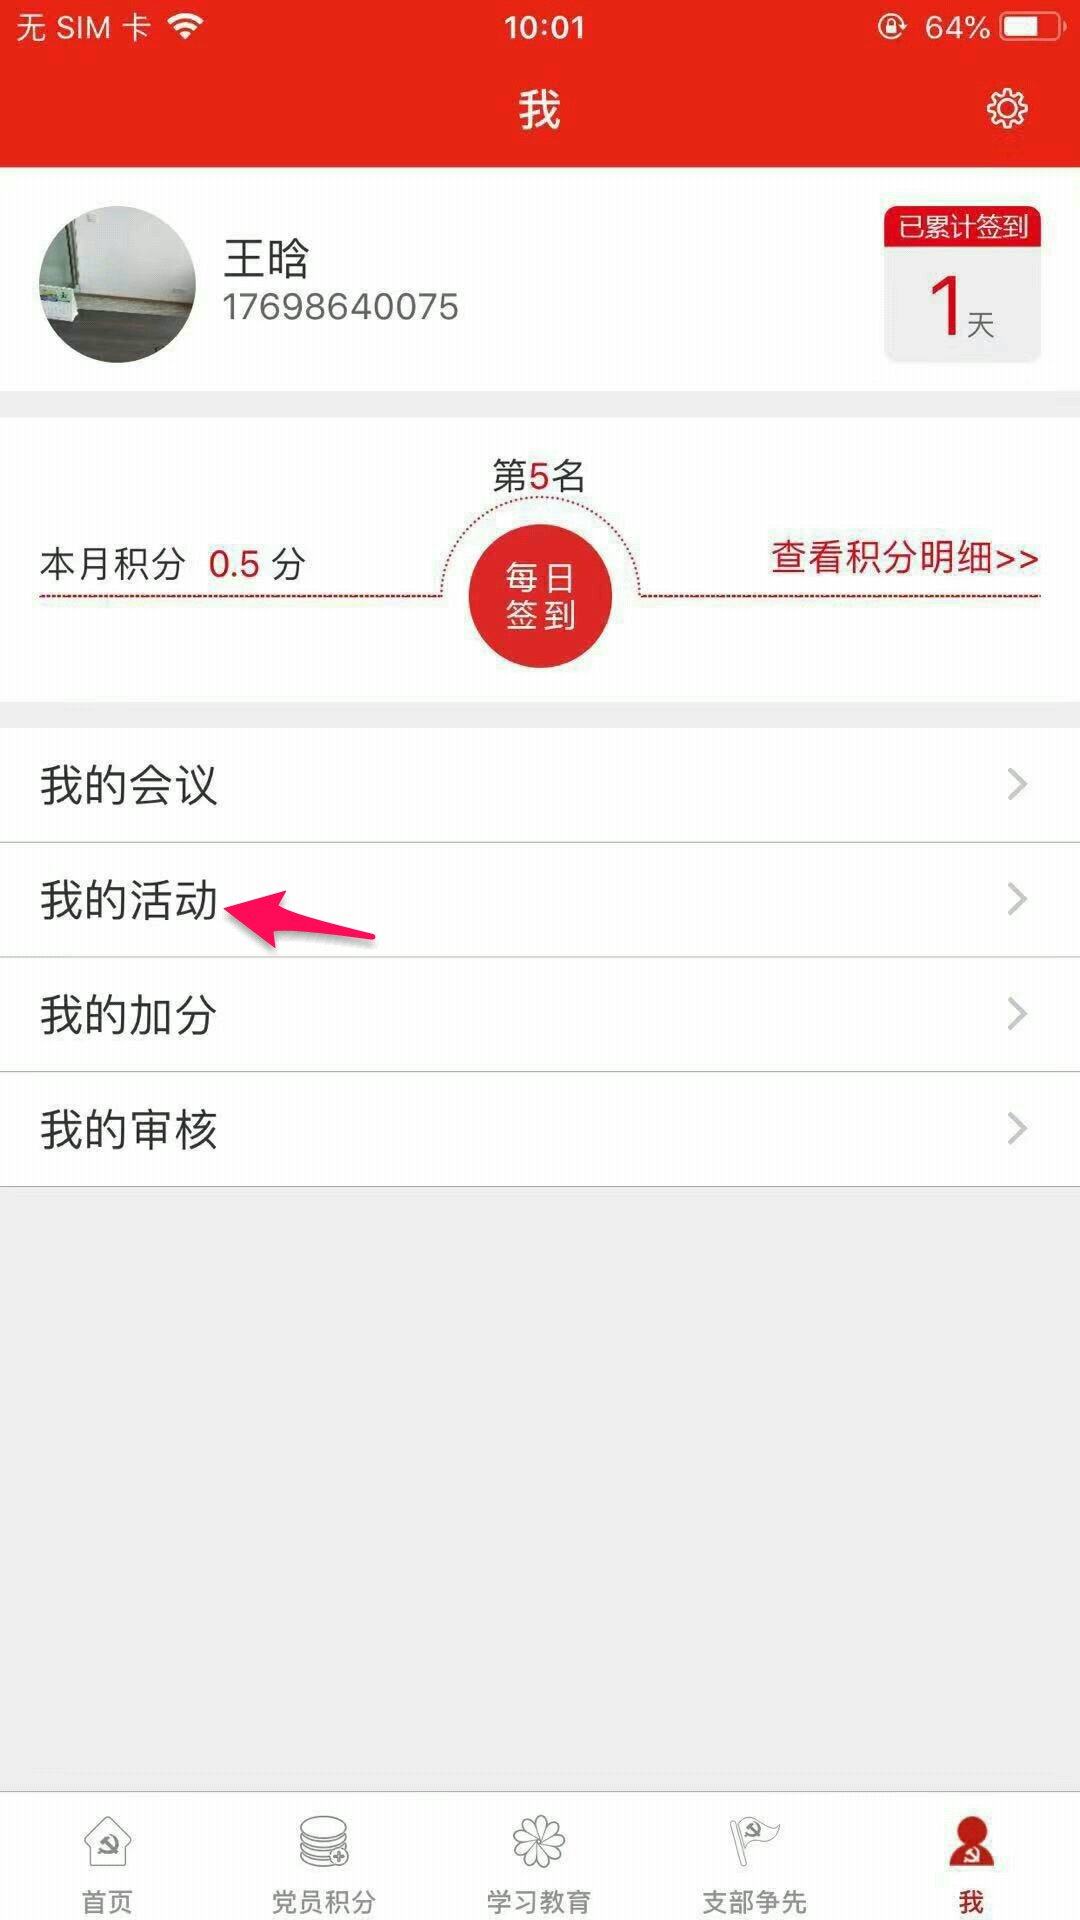 无 SIM 卡 10:01 64%
我
王晗
17698640075
已累计签到
1天
第5名
本月积分 0.5 分
每日
签到
查看积分明细>>
我的会议
我的活动
我的加分
我的审核
首页 党员积分 学习教育 支部争先 我